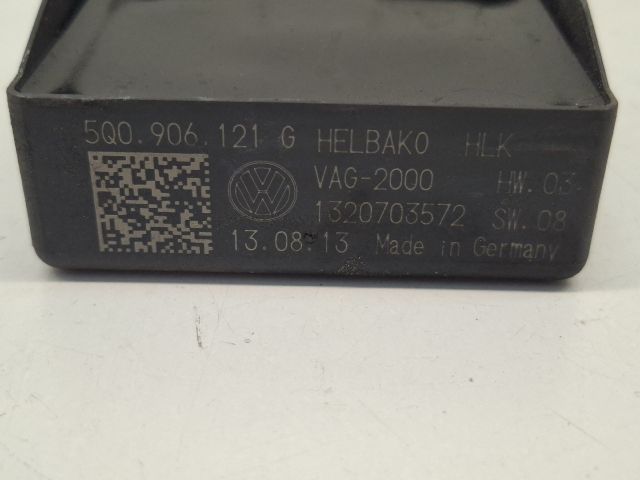 5Q0.906.121 G HELBAKO HLK
VAG-2000 HW.03
1320703572 SW.08
13.08.13 Made in Germany